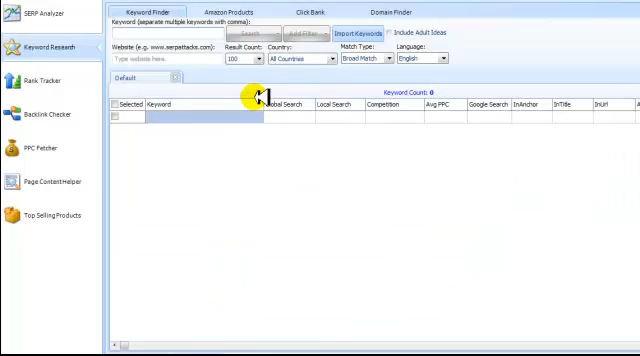 SERP Analyzer
Keyword Research
Rank Tracker
Backlink Checker
PPC Fetcher
Page Content Helper
Top Selling Products
Keyword Finder
Amazon Products
Click Bank
Domain Finder
Keyword (separate multiple keywords with comma):
Search
Add Filter
Import Keywords
Include Adult Ideas
Website (e.g. www.serpattacks.com):
Result Count:
Country:
Match Type:
Language:
Type website here.
100
All Countries
Broad Match
English
Default
Keyword Count: 0
Selected Keyword Global Search Local Search Competition Avg PPC Google Search InAnchor InTitle InUrl A